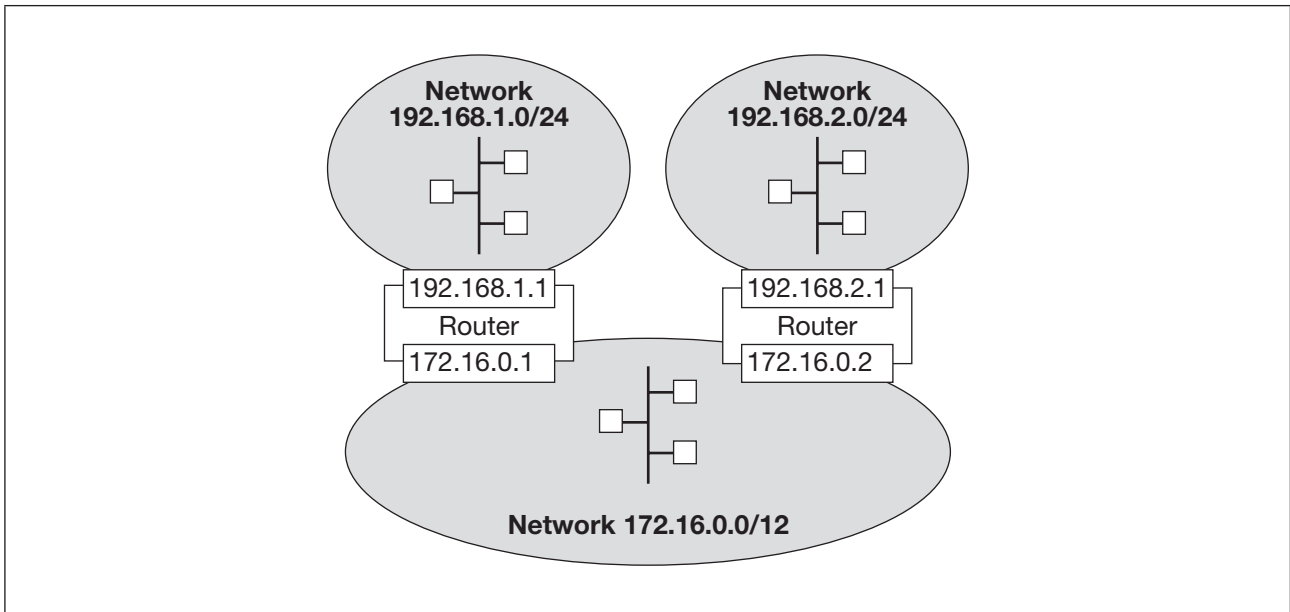 Network
192.168.1.0/24
Network
192.168.2.0/24
192.168.1.1
Router
172.16.0.1
192.168.2.1
Router
172.16.0.2
Network 172.16.0.0/12